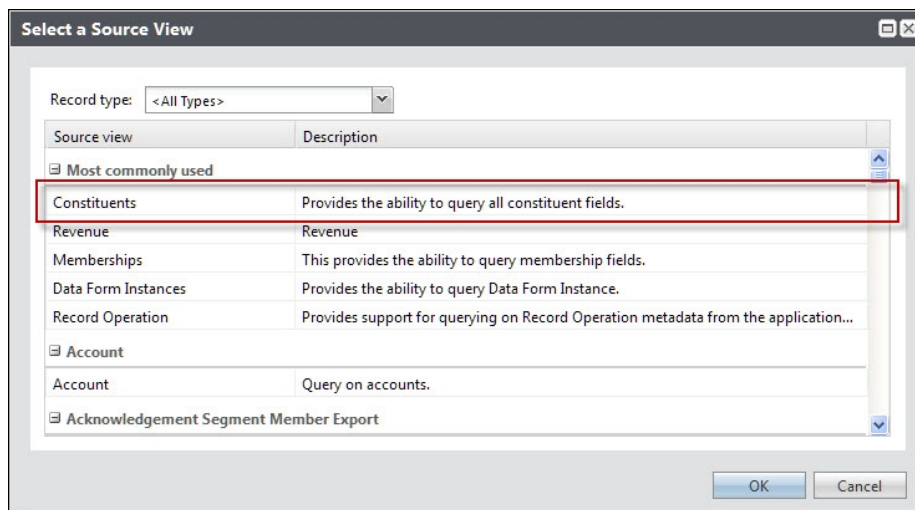 Select a Source View
Record type: <All Types>
Source view Description
Most commonly used
Constituents Provides the ability to query all constituent fields.
Revenue Revenue
Memberships This provides the ability to query membership fields.
Data Form Instances Provides the ability to query Data Form Instance.
Record Operation Provides support for querying on Record Operation metadata from the application...
Account
Account Query on accounts.
Acknowledgement Segment Member Export
OK Cancel